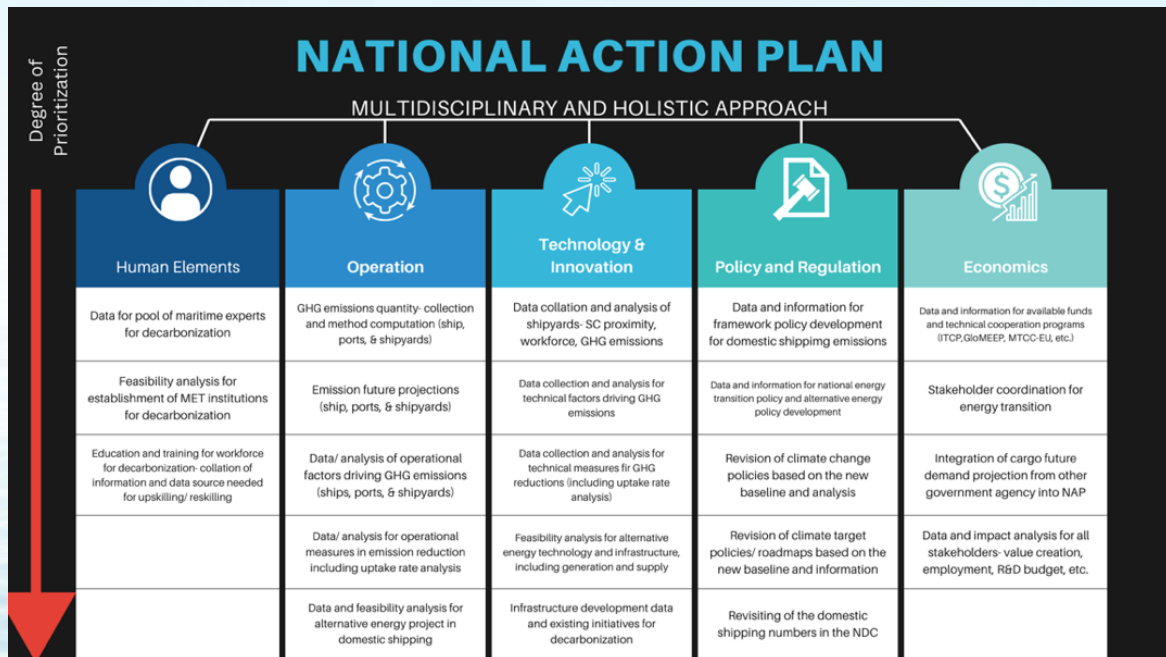 Degree of
Prioritization
NATIONAL ACTION PLAN
MULTIDISCIPLINARY AND HOLISTIC APPROACH
Human Elements
Operation
Technology &
Innovation
Policy and Regulation
Economics
Data for pool of maritime experts
for decarbonization
GHG emissions quantity- collection
and method computation (ship,
ports, & shipyards)
Data collation and analysis of
shipyards- SC proximity,
workforce, GHG emissions
Data and information for
framework policy development
for domestic shippimg emissions
Data and information for available funds
and technical cooperation programs
(ITCP,GloMEEP, MTCC-EU, etc.)
Feasibility analysis for
establishment of MET institutions
for decarbonization
Emission future projections
(ship, ports, & shipyards)
Data collection and analysis for
technical factors driving GHG
emissions
Data and information for national energy
transition policy and alternative energy
policy development
Stakeholder coordination for
energy transition
Education and training for workforce
for decarbonization- collation of
information and data source needed
for upskilling/ reskilling
Data/ analysis of operational
factors driving GHG emissions
(ships, ports, & shipyards)
Data collection and analysis for
technical measures fir GHG
reductions (including uptake rate
analysis)
Revision of climate change
policies based on the new
baseline and analysis
Integration of cargo future
demand projection from other
government agency into NAP
Data/ analysis for operational
measures in emission reduction
including uptake rate analysis
Feasibility analysis for alternative
energy technology and infrastructure,
including generation and supply
Revision of climate target
policies/ roadmaps based on the
new baseline and information
Data and impact analysis for all
stakeholders- value creation,
employment, R&D budget, etc.
Data and feasibility analysis for
alternative energy project in
domestic shipping
Infrastructure development data
and existing initiatives for
decarbonization
Revisiting of the domestic
shipping numbers in the NDC